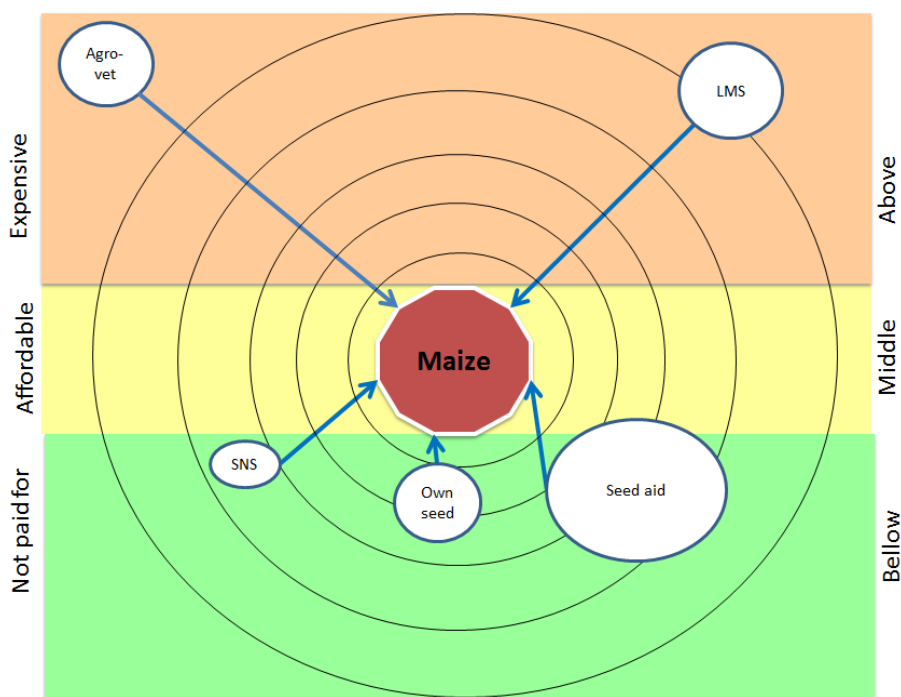 Agro-
vet
LMS
Expensive
Above
Affordable
Maize
Middle
SNS
Own
seed
Seed aid
Not paid for
Bellow